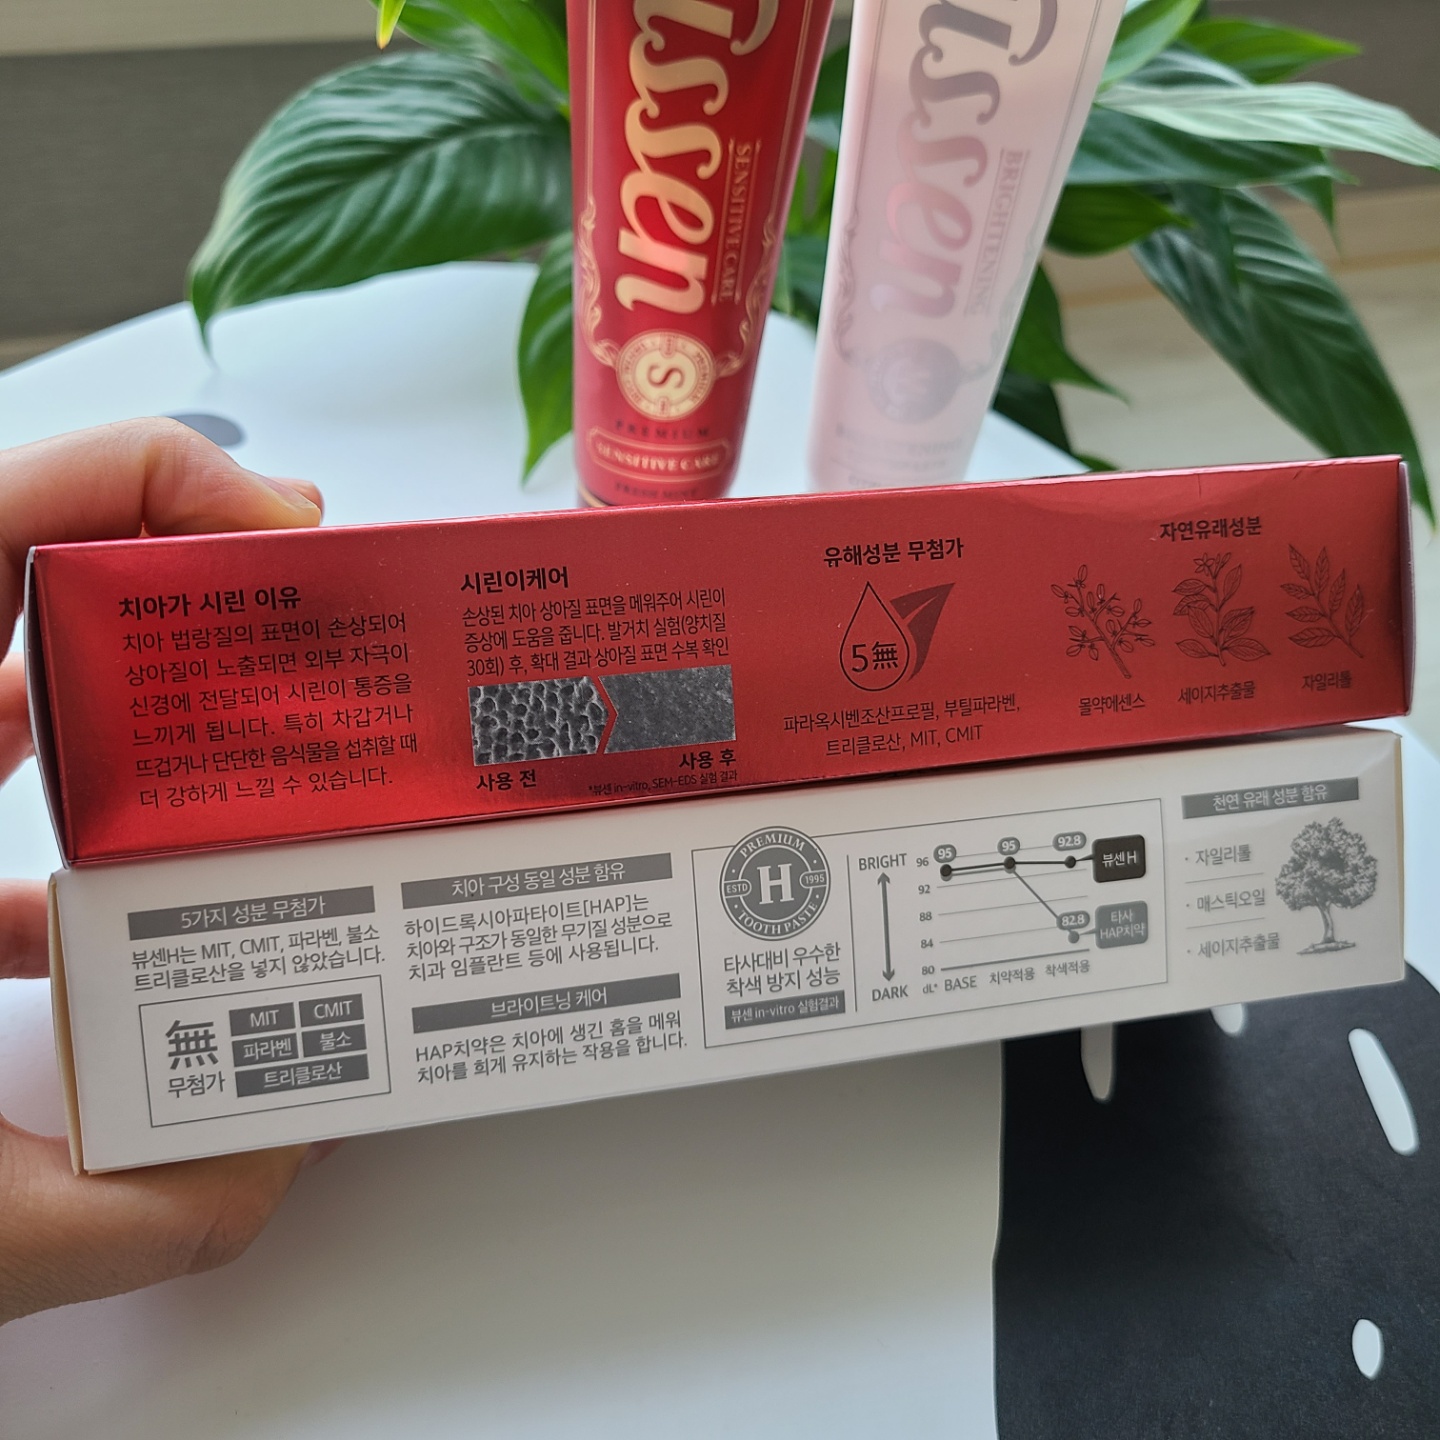 ussen
SENSITIVE CARE
S
PREMIUM
SENSITIVE CARE
FRESH MINT
ussen
BRIGHTENING
H
치아가 시린 이유
치아 법랑질의 표면이 손상되어
상아질이 노출되면 외부 자극이
신경에 전달되어 시린이 통증을
느끼게 됩니다. 특히 차갑거나
뜨겁거나 단단한 음식물을 섭취할 때
더 강하게 느낄 수 있습니다.
시린이케어
손상된 치아 상아질 표면을 메워주어 시린이
증상에 도움을 줍니다. 발거치 실험(양치질
30회) 후, 확대 결과 상아질 표면 수복 확인
사용 전
사용 후
*뷰센 in-vitro, SEM-EDS 실험 결과
유해성분 무첨가
5無
파라옥시벤조산프로필, 부틸파라벤,
트리클로산, MIT, CMIT
자연유래성분
몰약에센스
세이지추출물
자일리톨
5가지 성분 무첨가
뷰센H는 MIT, CMIT, 파라벤, 불소
트리클로산을 넣지 않았습니다.
無
무첨가
MIT
CMIT
파라벤
불소
트리클로산
치아 구성 동일 성분 함유
하이드록시아파타이트[HAP]는
치아와 구조가 동일한 무기질 성분으로
치과 임플란트 등에 사용됩니다.
브라이트닝 케어
HAP치약은 치아에 생긴 홈을 메워
치아를 희게 유지하는 작용을 합니다.
PREMIUM
ESTD
H
1995
TOOTH PASTE
타사대비 우수한
착색 방지 성능
뷰센 in-vitro 실험결과
BRIGHT
DARK
96
92
88
84
80
dL*
BASE
치약적용
착색적용
95
95
92.8
82.8
뷰센H
타사
HAP치약
천연 유래 성분 함유
· 자일리톨
· 매스틱오일
· 세이지추출물